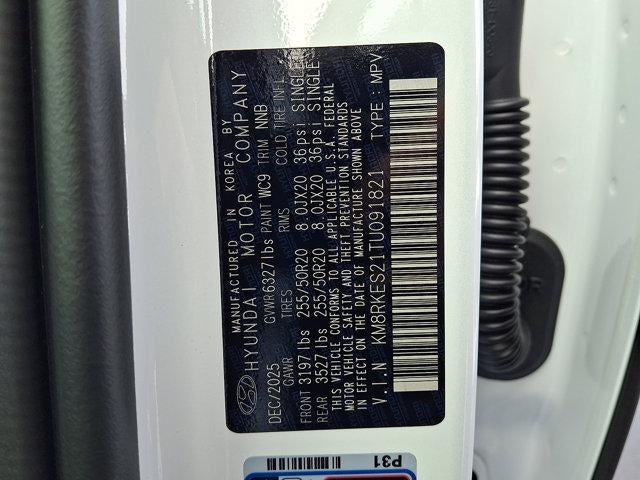 MANUFACTURED IN KOREA BY
HYUNDAI MOTOR COMPANY
DEC/2025 GVWR 6327 lbs PAINT WC9 TRIM NNB
GAWR TIRES RIMS COLD TIRE INFL.
FRONT 3197 lbs 255/50R20 8.0JX20 36psi SINGLE
REAR 3527 lbs 255/50R20 8.0JX20 36psi SINGLE
THIS VEHICLE CONFORMS TO ALL APPLICABLE U.S.A. FEDERAL
MOTOR VEHICLE SAFETY AND THEFT PREVENTION STANDARDS
IN EFFECT ON THE DATE OF MANUFACTURE SHOWN ABOVE
V.I.N KM8RKES21TU091821 TYPE : MPV
P31